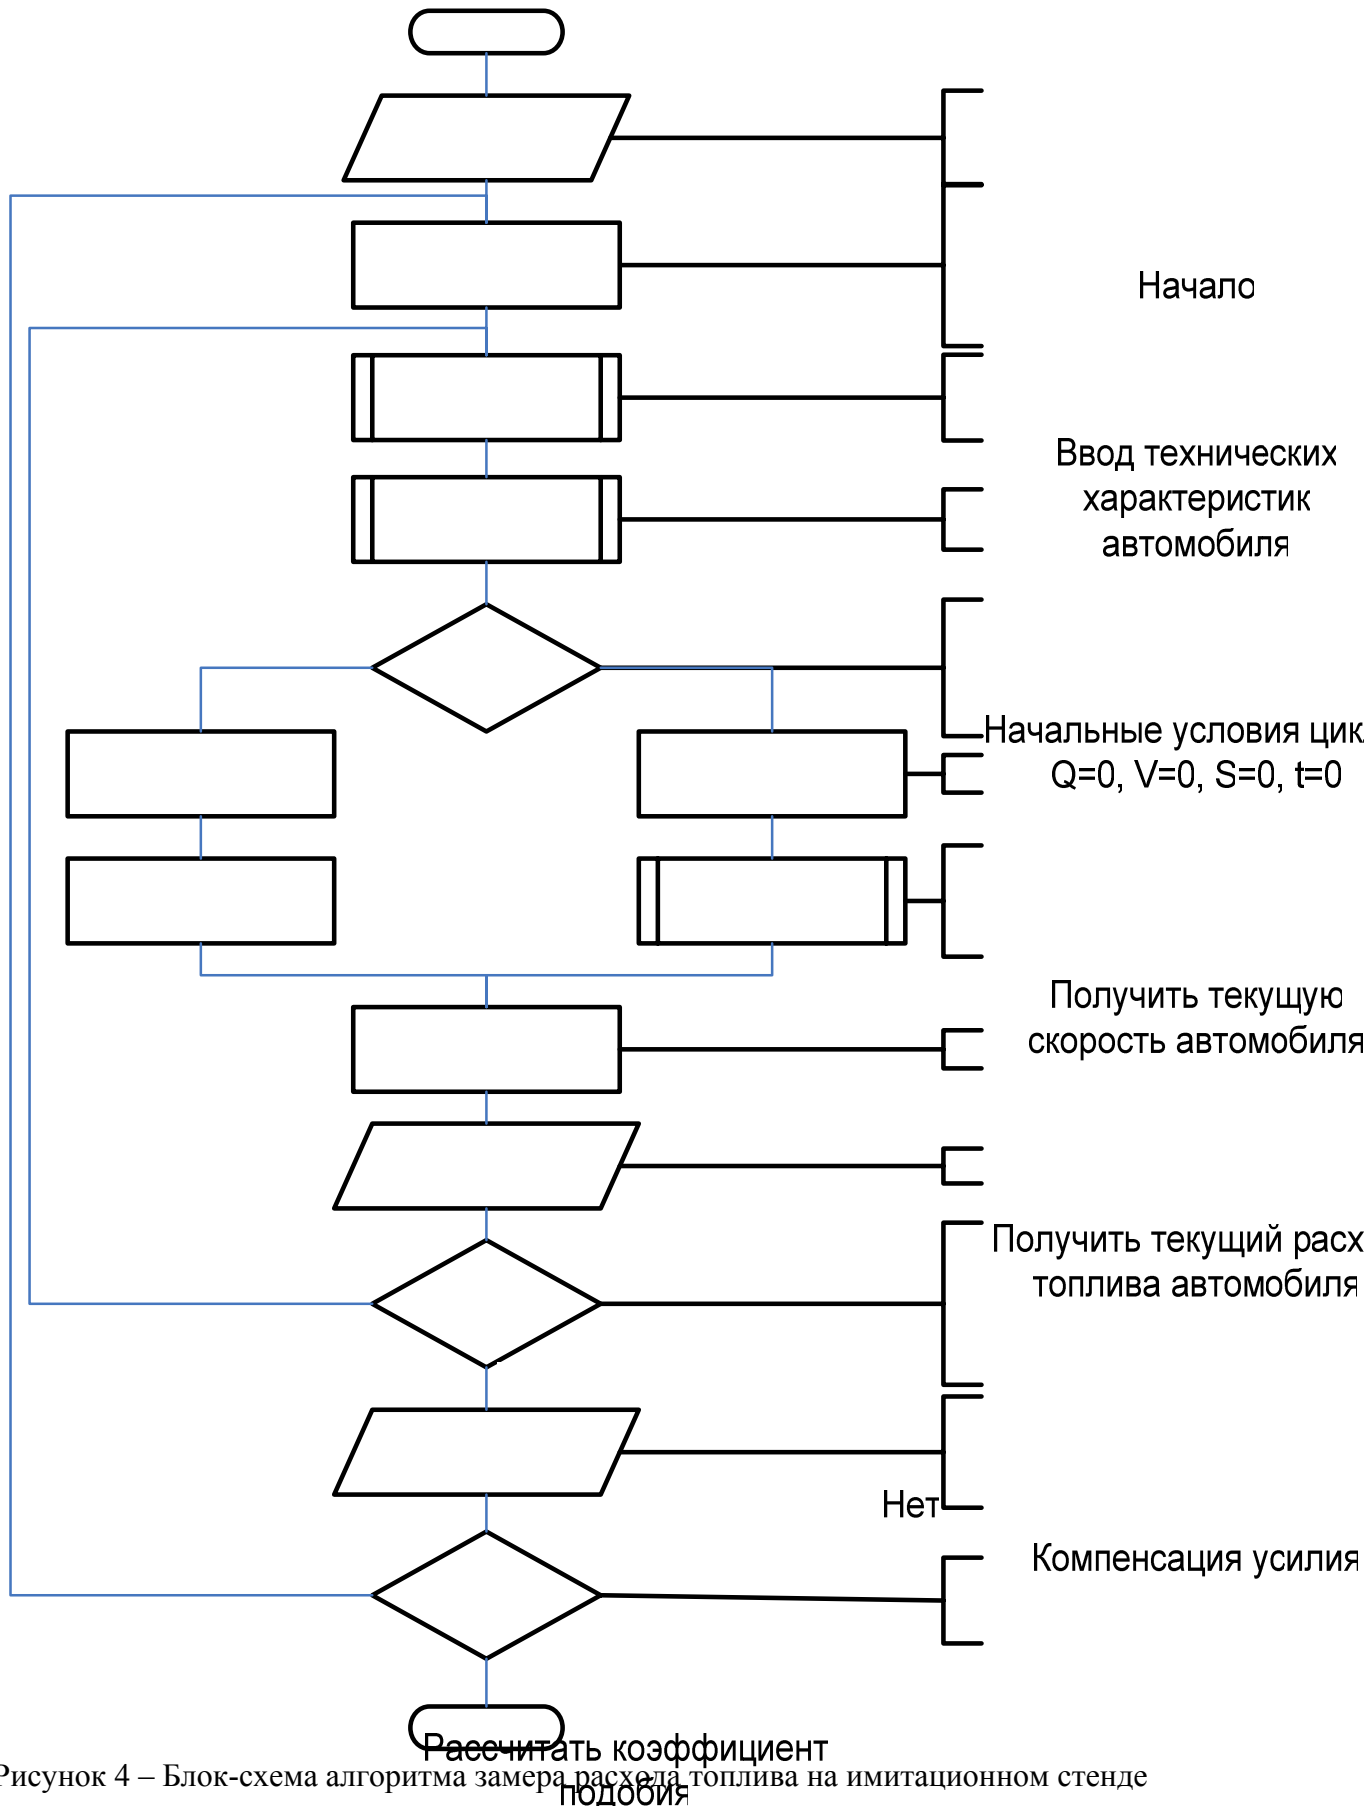 Начало
Ввод технических
характеристик
автомобиля
Начальные условия цик
Q=0, V=0, S=0, t=0
Получить текущую
скорость автомобиля
Получить текущий расх
топлива автомобиля
Нет
Компенсация усилия
Рассчитать коэффициент
подобия
Рисунок 4 – Блок-схема алгоритма замера расхода топлива на имитационном стенде